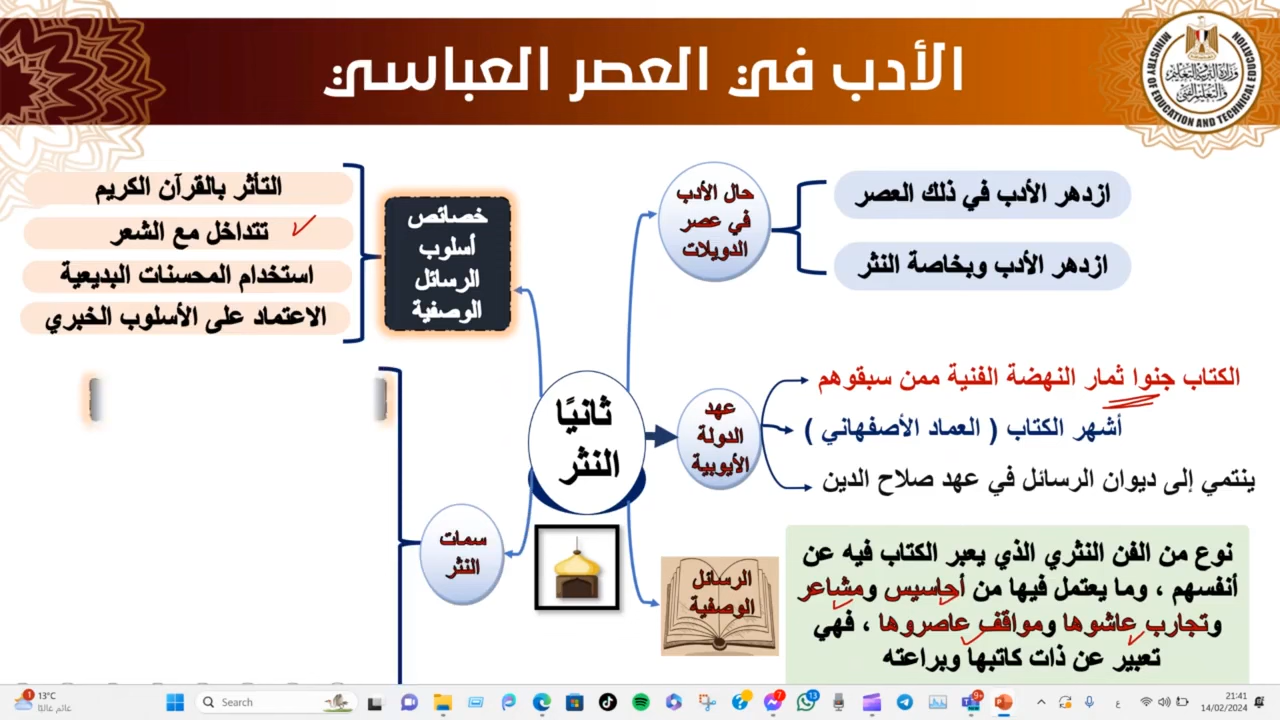 الأدب في العصر العباسي
وزارة التربية والتعليم
والتعليم الفني
MINISTRY OF EDUCATION AND TECHNICAL EDUCATION
حال الأدب
في عصر
الدويلات
ازدهر الأدب في ذلك العصر
ازدهر الأدب وبخاصة النثر
خصائص
أسلوب
الرسائل
الوصفية
التأثر بالقرآن الكريم
تتداخل مع الشعر
استخدام المحسنات البديعية
الاعتماد على الأسلوب الخبري
ثانيًا
النثر
عهد
الدولة
الأيوبية
الكتاب جنوا ثمار النهضة الفنية ممن سبقوهم
أشهر الكتاب ( العماد الأصفهاني )
ينتمي إلى ديوان الرسائل في عهد صلاح الدين
سمات
النثر
الرسائل
الوصفية
نوع من الفن النثري الذي يعبر الكتاب فيه عن
أنفسهم ، وما يعتمل فيها من أحاسيس ومشاعر
وتجارب عاشوها ومواقف عاصروها ، فهي
تعبير عن ذات كاتبها وبراعته
13°C
غائم غالبًا
Search
21:41
14/02/2024